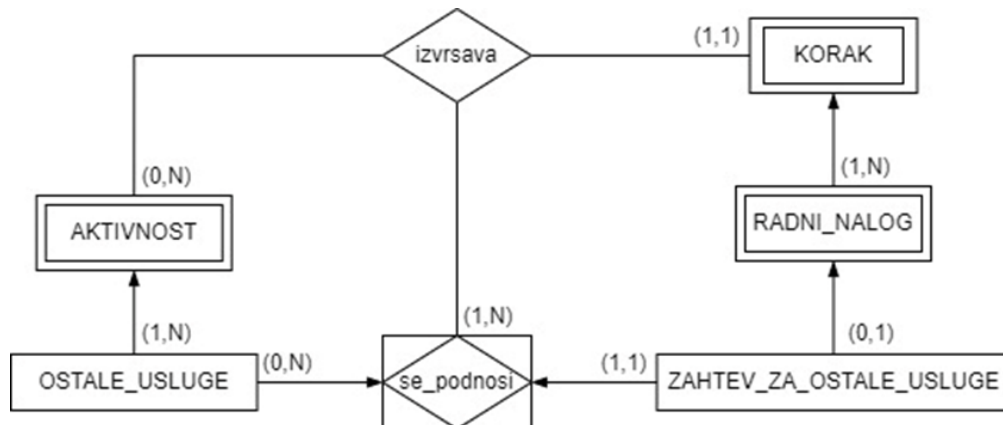 izvrsava
(1,1)
KORAK
(0,N)
(1,N)
AKTIVNOST
RADNI_NALOG
(1,N)
(1,N)
(0,1)
OSTALE_USLUGE
(0,N)
se_podnosi
(1,1)
ZAHTEV_ZA_OSTALE_USLUGE